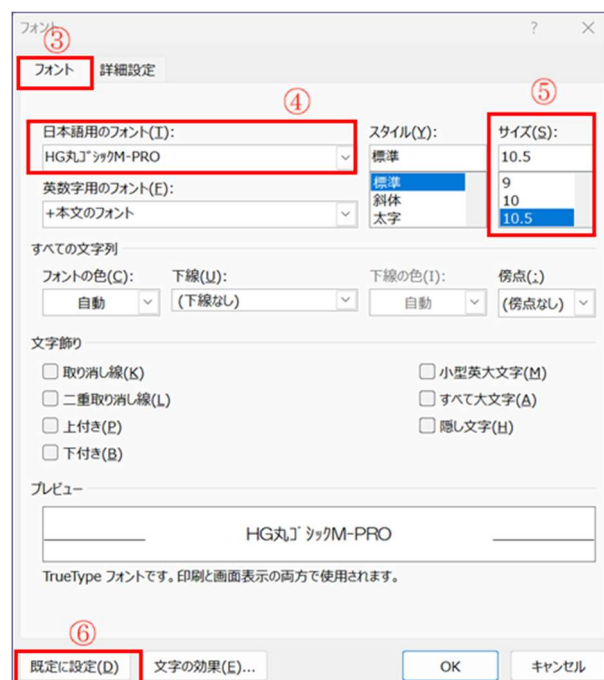 フォント ? ×
③
フォント 詳細設定
④ ⑤
日本語用のフォント(T): スタイル(Y): サイズ(S):
HG丸ｺﾞｼｯｸM-PRO 標準 10.5
英数字用のフォント(F): 標準 9
+本文のフォント 斜体 10
太字 10.5
すべての文字列
フォントの色(C): 下線(U): 下線の色(I): 傍点(:)
自動 (下線なし) 自動 (傍点なし)
文字飾り
取り消し線(K) 小型英大文字(M)
二重取り消し線(L) すべて大文字(A)
上付き(P) 隠し文字(H)
下付き(B)
プレビュー
HG丸ｺﾞｼｯｸM-PRO
TrueType フォントです。印刷と画面表示の両方で使用されます。
⑥
既定に設定(D) 文字の効果(E)... OK キャンセル